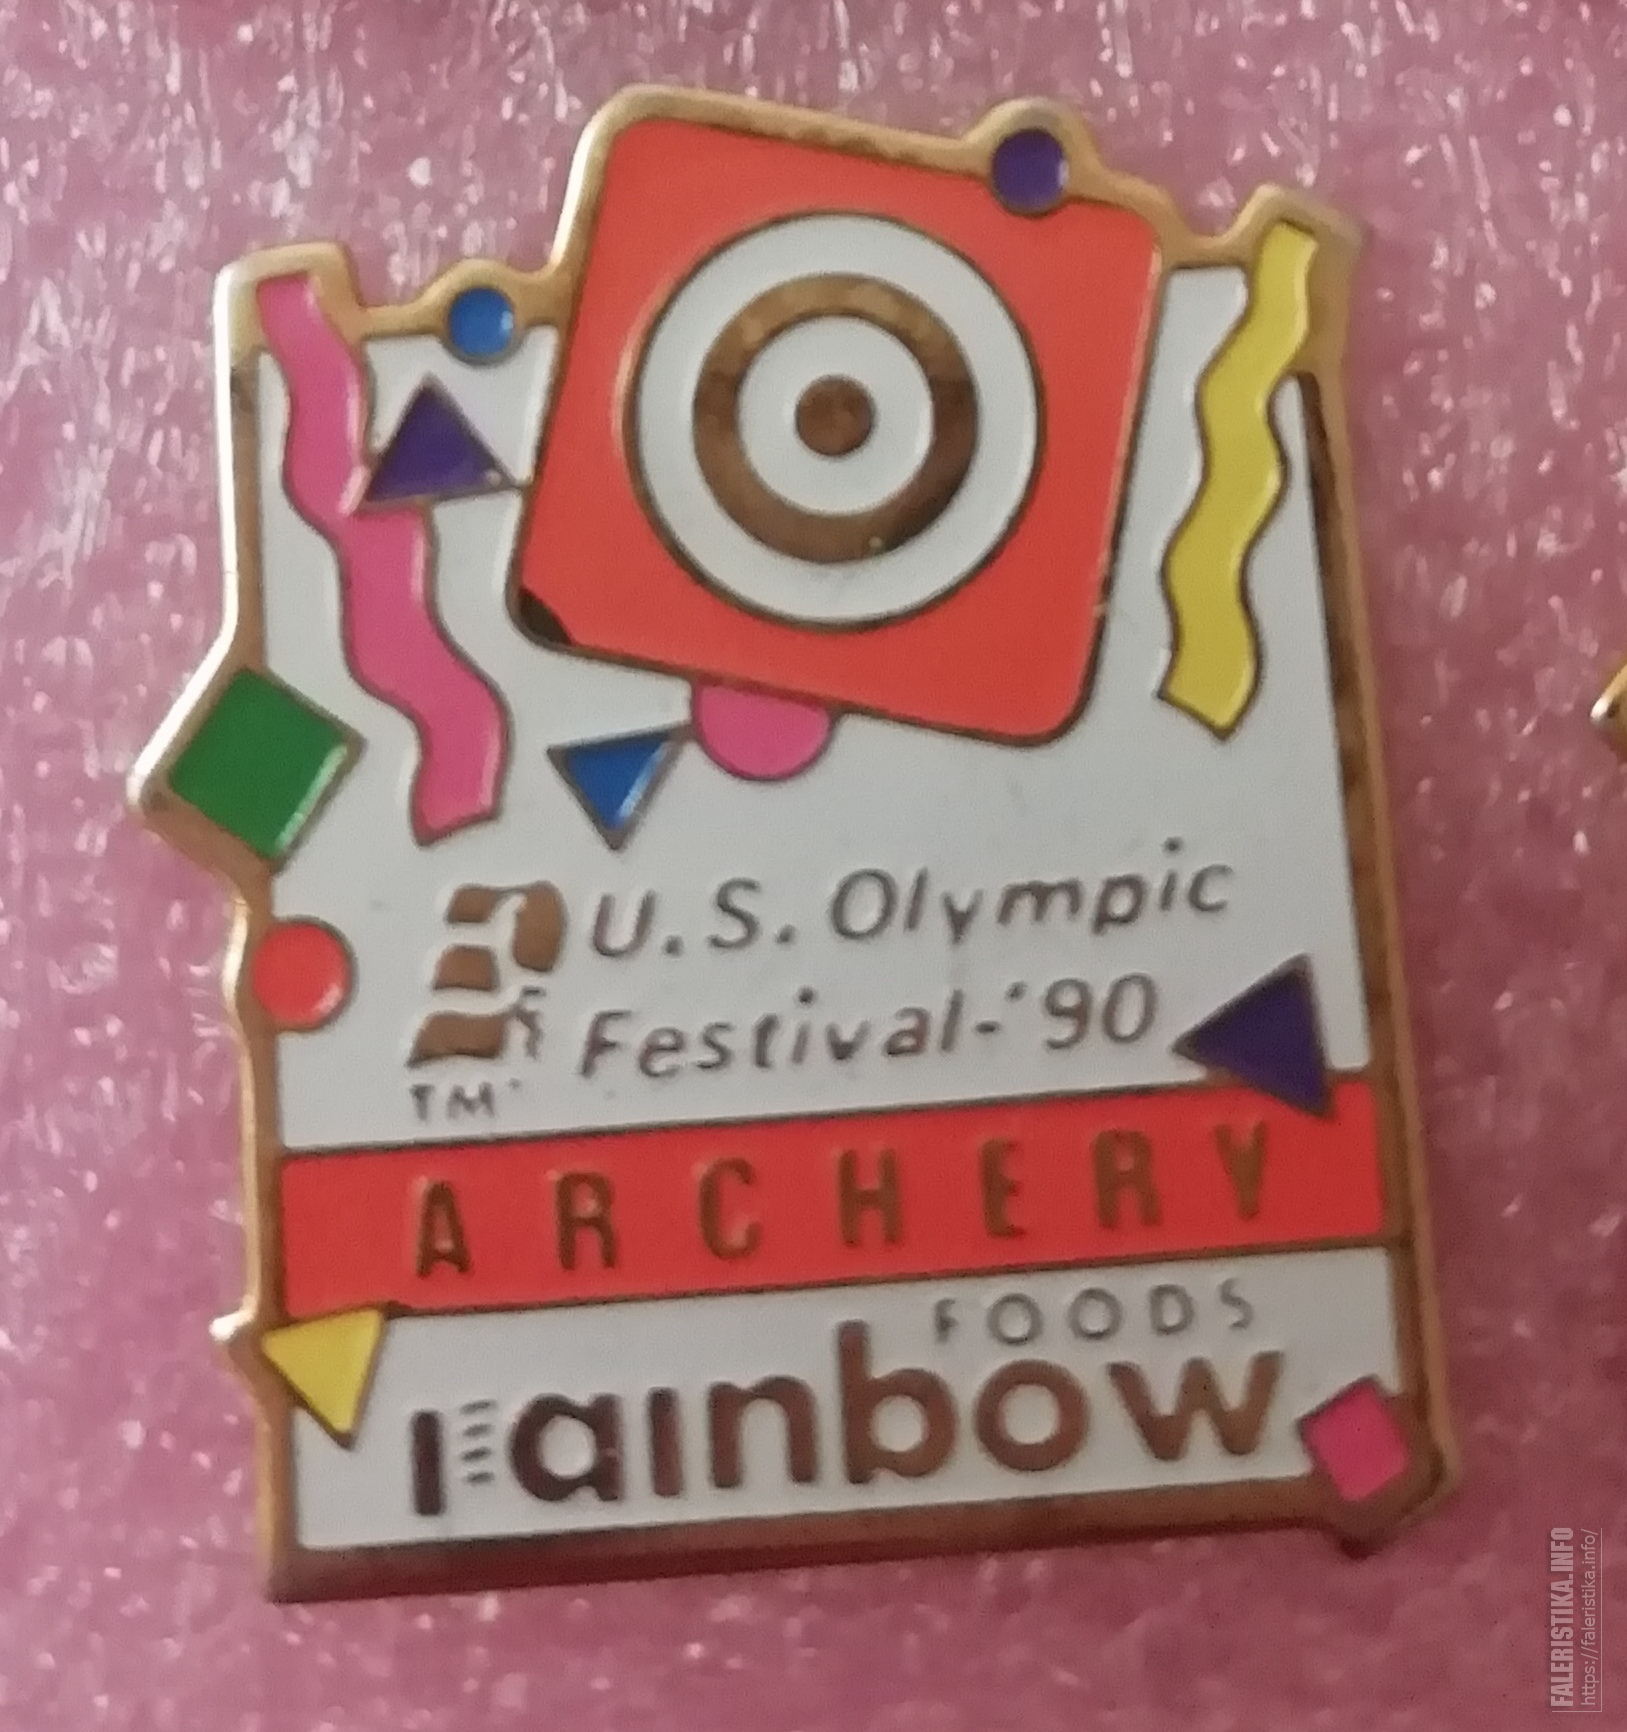 U.S. Olympic
Festival-'90
TM
ARCHERY
FOODS
rainbow
FALERISTIKA.INFO
https://faleristika.info/